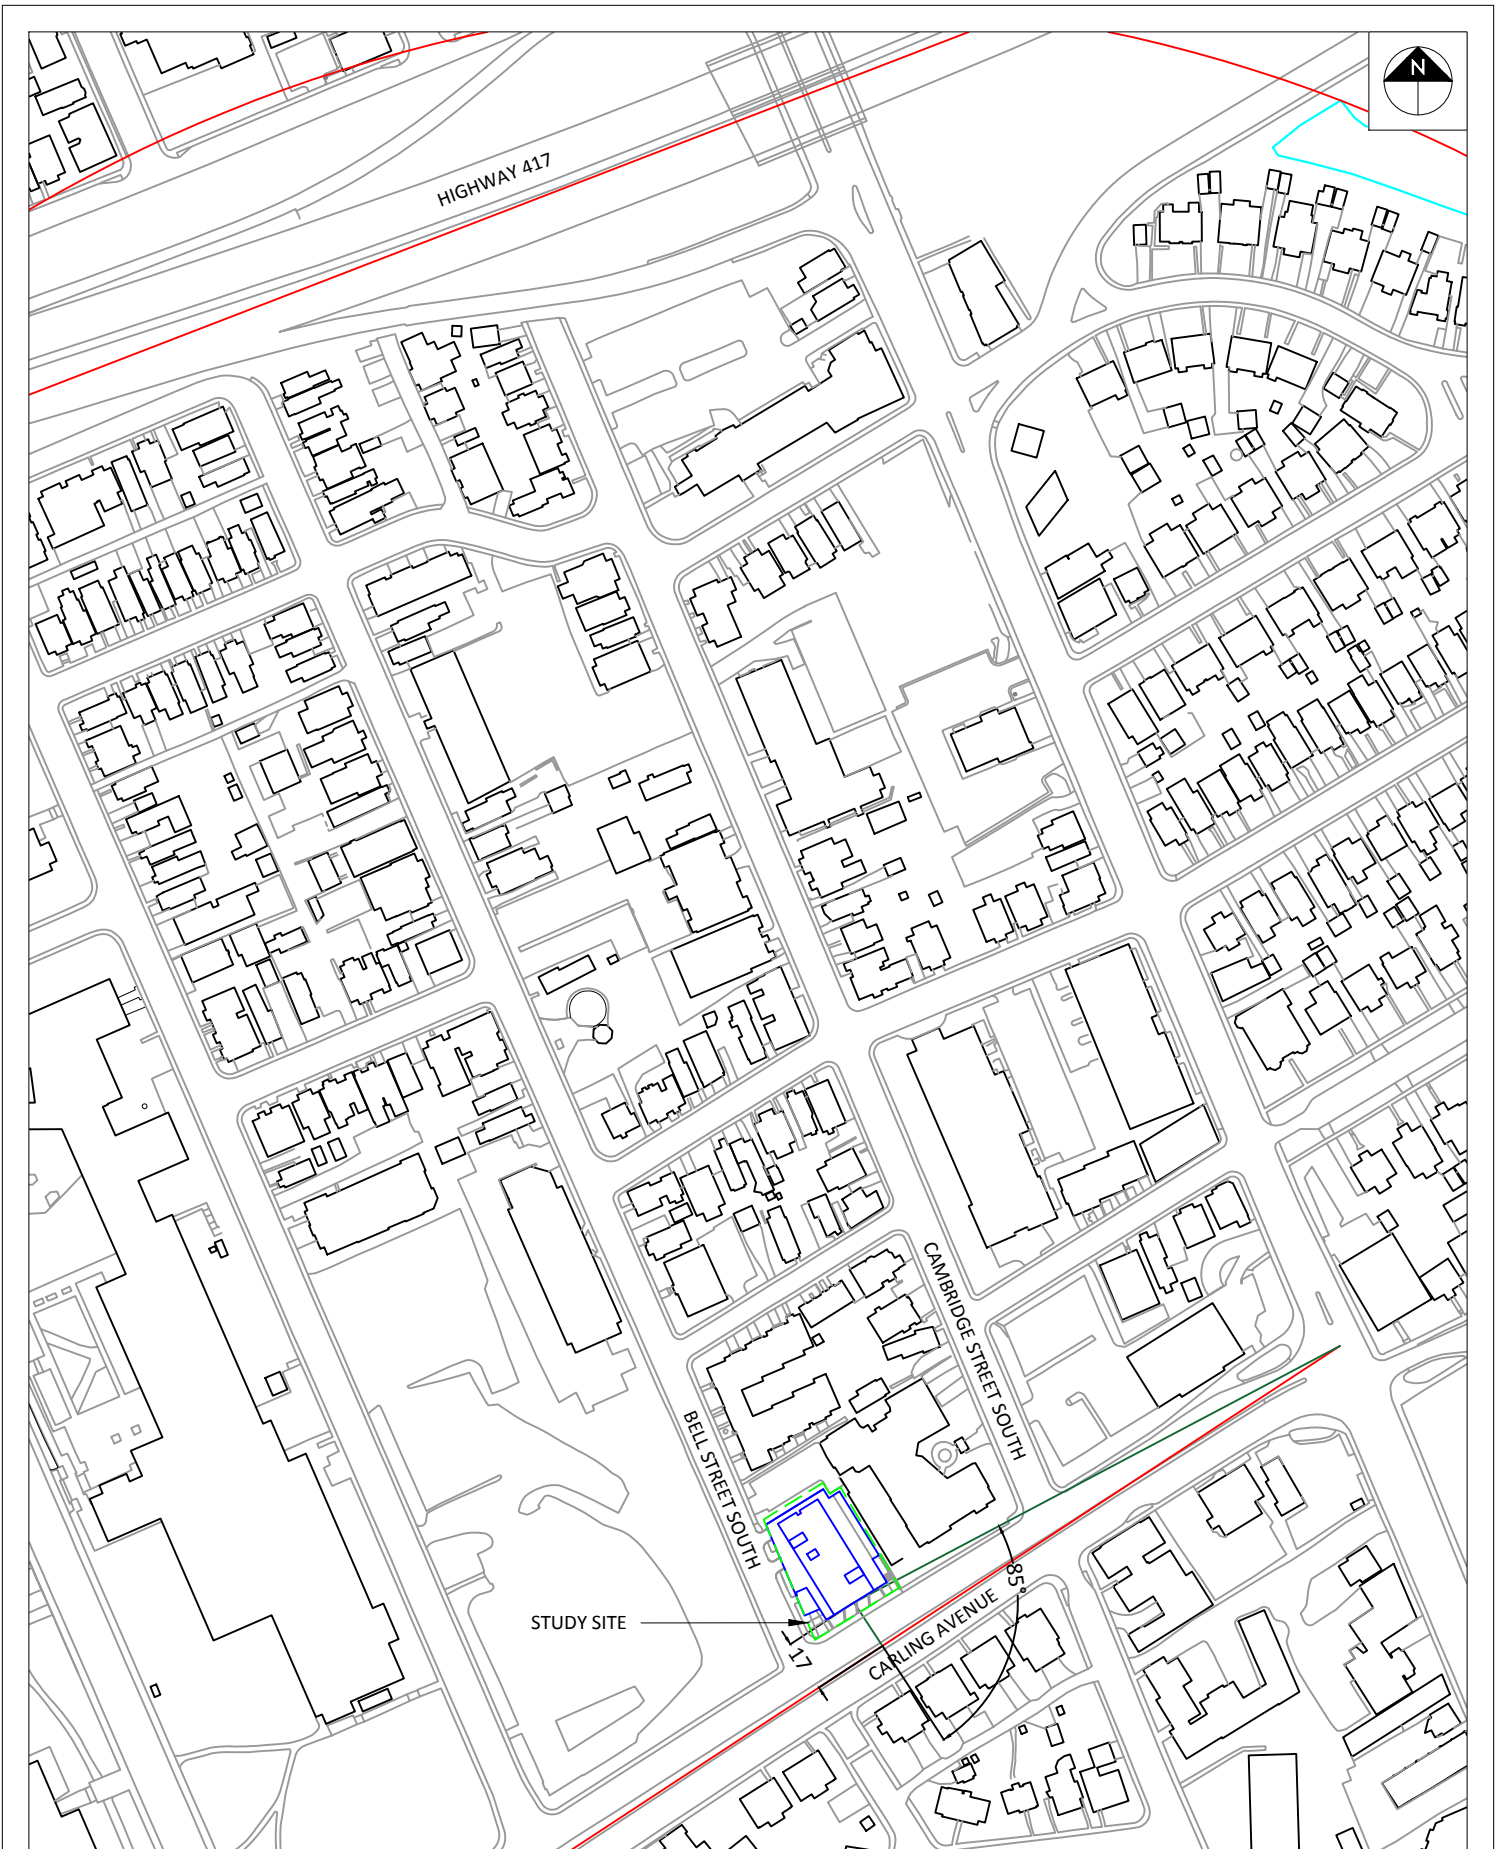 N
HIGHWAY 417
CAMBRIDGE STREET SOUTH
BELL STREET SOUTH
85°
STUDY SITE
CARLING AVENUE
17